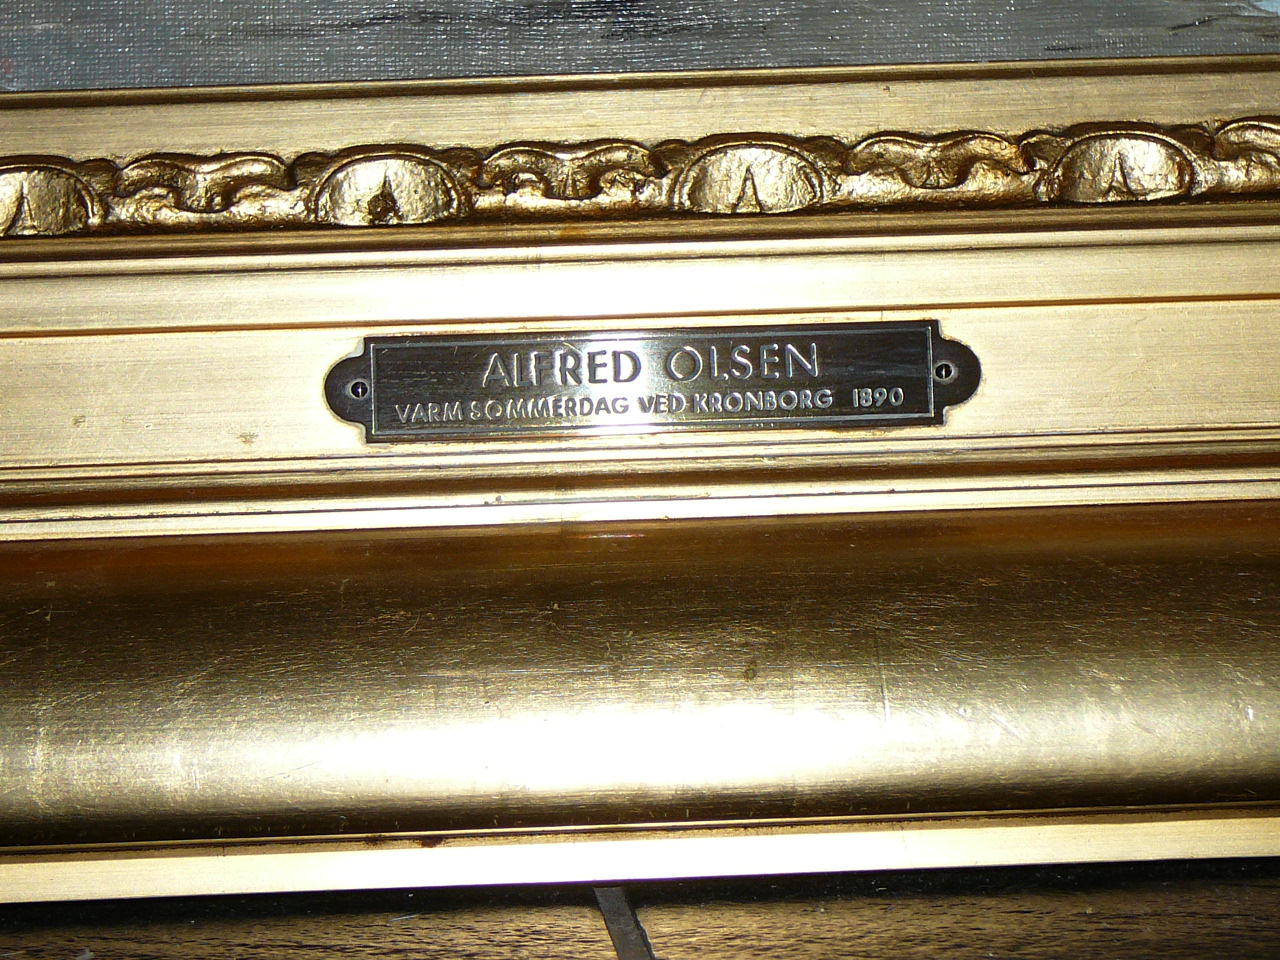 ALFRED OLSEN
VARM SOMMERDAG VED KRONBORG 1890